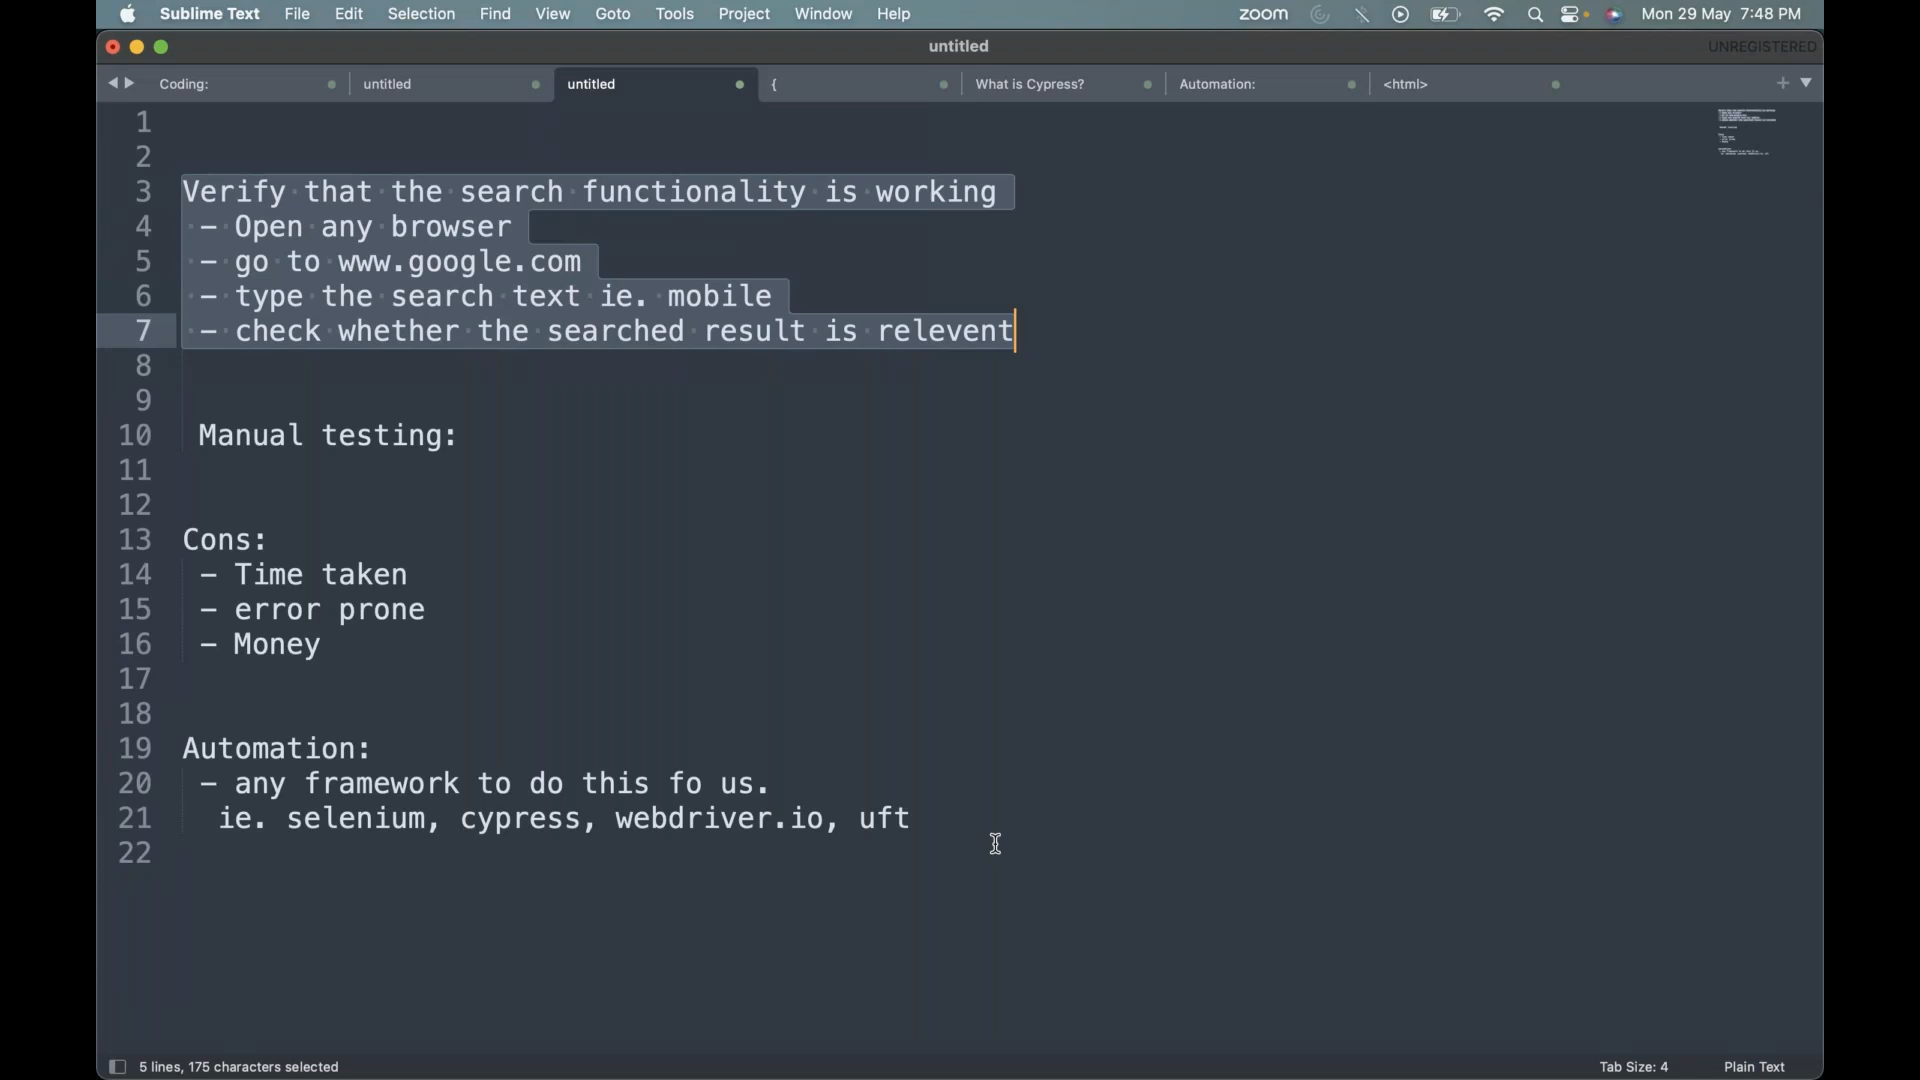 Sublime Text File Edit Selection Find View Goto Tools Project Window Help zoom Mon 29 May 7:48 PM
untitled UNREGISTERED
Coding: untitled untitled { What is Cypress? Automation: <html>
1
2
3 Verify that the search functionality is working
4 - Open any browser
5 - go to www.google.com
6 - type the search text ie. mobile
7 - check whether the searched result is relevent
8
9
10 Manual testing:
11
12
13 Cons:
14 - Time taken
15 - error prone
16 - Money
17
18
19 Automation:
20 - any framework to do this fo us.
21 ie. selenium, cypress, webdriver.io, uft
22
5 lines, 175 characters selected Tab Size: 4 Plain Text